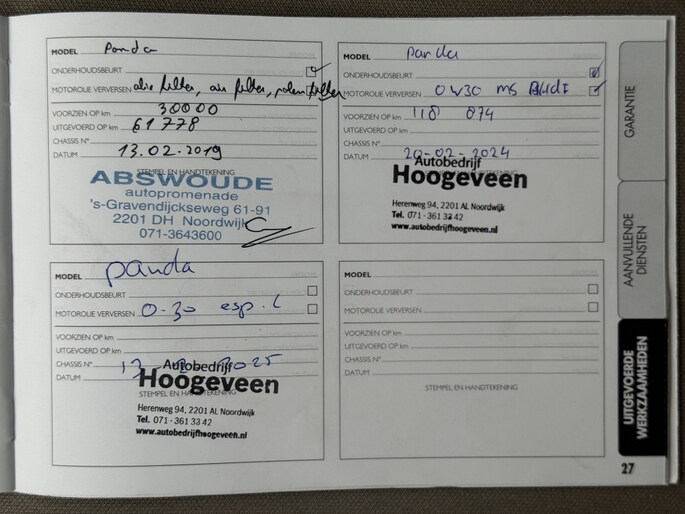 MODEL Panda
ONDERHOUDSBEURT
MOTOROLIE VERVERSEN olie filter, air filter, polen filter
VOORZIEN OP km 30000
UITGEVOERD OP km 61778
CHASSIS N°
DATUM 13.02-2019
STEMPEL EN HANDTEKENING
ABSWOUDE
autopromenade
's-Gravendijckseweg 61-91
2201 DH Noordwijk
071-3643600
MODEL Panda
ONDERHOUDSBEURT
MOTOROLIE VERVERSEN 0W30 MS
VOORZIEN OP km 118 074
UITGEVOERD OP km
CHASSIS N°
DATUM 20-02-2024
STEMPEL EN HANDTEKENING
Autobedrijf
Hoogeveen
Herenweg 94, 2201 AL Noordwijk
Tel. 071 - 361 33 42
www.autobedrijfhoogeveen.nl
MODEL panda
ONDERHOUDSBEURT
MOTOROLIE VERVERSEN 0-30 esp. L
VOORZIEN OP km
UITGEVOERD OP km
CHASSIS N° 2025
DATUM
STEMPEL EN HANDTEKENING
Autobedrijf
Hoogeveen
Herenweg 94, 2201 AL Noordwijk
Tel. 071 - 361 33 42
www.autobedrijfhoogeveen.nl
MODEL
ONDERHOUDSBEURT
MOTOROLIE VERVERSEN
VOORZIEN OP km
UITGEVOERD OP km
CHASSIS N°
DATUM
STEMPEL EN HANDTEKENING
GARANTIE
AANVULLENDE
DIENSTEN
UITGEVOERDE
WERKZAAMHEDEN
27